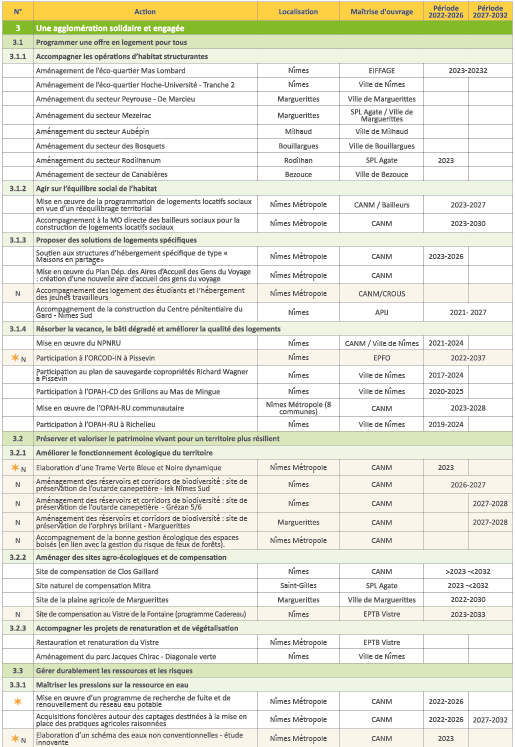 N° Action Localisation Maîtrise d'ouvrage Période 2022-2026 Période 2027-2032
3 Une agglomération solidaire et engagée
3.1 Programmer une offre en logement pour tous
3.1.1 Accompagner les opérations d'habitat structurantes
Aménagement de l'éco-quartier Mas Lombard Nîmes EIFFAGE 2023-20232
Aménagement de l'éco-quartier Hoche-Université - Tranche 2 Nîmes Ville de Nîmes
Aménagement du secteur Peyrouse - De Marcieu Marguerittes Ville de Marguerittes
Aménagement du secteur Mezeirac Marguerittes SPL Agate / Ville de
Marguerittes
Aménagement du secteur Aubépin Milhaud Ville de Milhaud
Aménagement du secteur des Bosquets Bouillargues Ville de Bouillargues
Aménagement du secteur Rodilhanum Rodilhan SPL Agate 2023
Aménagement de secteur de Canabières Bezouce Ville de Bezouce
3.1.2 Agir sur l'équilibre social de l'habitat
Mise en œuvre de la programmation de logements locatifs sociaux
en vue d'un rééquilibrage territorial Nîmes Métropole CANM / Bailleurs 2023-2027
Accompagnement à la MO directe des bailleurs sociaux pour la
construction de logements locatifs sociaux Nîmes Métropole CANM 2023-2030
3.1.3 Proposer des solutions de logements spécifiques
Soutien aux structures d'hébergement spécifique de type «
Maisons en partage» Nîmes Métropole CANM 2023-2026
Mise en œuvre du Plan Dép. des Aires d'Accueil des Gens du Voyage
: création d'une nouvelle aire d'accueil des gens du voyage Nîmes Métropole CANM
N Accompagnement des logement des étudiants et l'hébergement
des jeunes travailleurs Nîmes Métropole CANM/CROUS
Accompagnement de la construction du Centre pénitentiaire du
Gard - Nîmes Sud Nîmes APIJ 2021- 2027
3.1.4 Résorber la vacance, le bâti dégradé et améliorer la qualité des logements
Mise en œuvre du NPNRU Nîmes CANM / Ville de Nîmes 2021-2024
N Participation à l'ORCOD-IN à Pissevin Nîmes EPFO 2022-2037
Participation au plan de sauvegarde copropriétés Richard Wagner
à Pissevin Nîmes Ville de Nîmes 2017-2024
Participation à l'OPAH-CD des Grillons au Mas de Mingue Nîmes Ville de Nîmes 2020-2025
Mise en œuvre de l'OPAH-RU communautaire Nîmes Métropole (8
communes) CANM 2023-2028
Participation à l'OPAH-RU à Richelieu Nîmes Ville de Nîmes 2019-2024
3.2 Préserver et valoriser le patrimoine vivant pour un territoire plus résilient
3.2.1 Améliorer le fonctionnement écologique du territoire
N Elaboration d'une Trame Verte Bleue et Noire dynamique Nîmes Métropole CANM 2023
N Aménagement des réservoirs et corridors de biodiversité : site de
préservation de l'outarde canepetière - Iek Nîmes Sud Nîmes CANM 2026-2027
N Aménagement des réservoirs et corridors de biodiversité : site de
préservation de l'outarde canepetière - Grézan 5/6 Nîmes CANM 2027-2028
N Aménagement des réservoirs et corridors de biodiversité : site de
préservation de l'orphrys brillant - Marguerittes Marguerittes CANM 2027-2028
N Accompagnement de la bonne gestion écologique des espaces
boisés (en lien avec la gestion du risque de feux de forêts). Nîmes Métropole CANM
3.2.2 Aménager des sites agro-écologiques et de compensation
Site de compensation de Clos Gaillard Nîmes CANM >2023 -<2032
Site naturel de compensation Mitra Saint-Gilles SPL Agate >2023 -<2032
Site de la plaine agricole de Marguerittes Marguerittes Ville de Marguerittes 2022-2030
N Site de compensation au Vistre de la Fontaine (programme Cadereau) Nîmes EPTB Vistre 2023-2033
3.2.3 Accompagner les projets de renaturation et de végétalisation
Restauration et renaturation du Vistre Nîmes Métropole EPTB Vistre
Aménagement du parc Jacques Chirac - Diagonale verte Nîmes Ville de Nîmes
3.3 Gérer durablement les ressources et les risques
3.3.1 Maîtriser les pressions sur la ressource en eau
Mise en œuvre d'un programme de recherche de fuite et de
renouvellement du réseau eau potable Nîmes Métropole CANM 2022-2026
Acquisitions foncières autour des captages destinées à la mise en
place des pratiques agricoles raisonnées Nîmes Métropole CANM 2022-2026 2027-2032
N Elaboration d'un schéma des eaux non conventionnelles - étude
innovante Nîmes Métropole CANM 2023